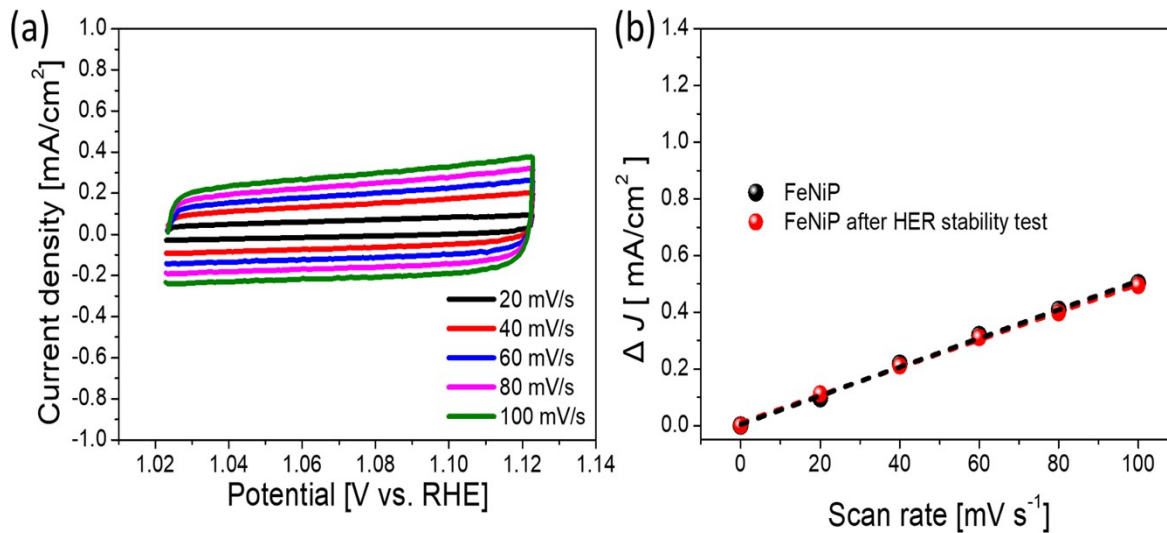 (a)
Current density [mA/cm²]
1.0
0.8
0.6
0.4
0.2
0.0
-0.2
-0.4
-0.6
-0.8
-1.0
20 mV/s
40 mV/s
60 mV/s
80 mV/s
100 mV/s
1.02 1.04 1.06 1.08 1.10 1.12 1.14
Potential [V vs. RHE]
(b)
Δ J [ mA/cm²]
1.4
1.2
1.0
0.8
0.6
0.4
0.2
0.0
FeNiP
FeNiP after HER stability test
0 20 40 60 80 100
Scan rate [mV s⁻¹]